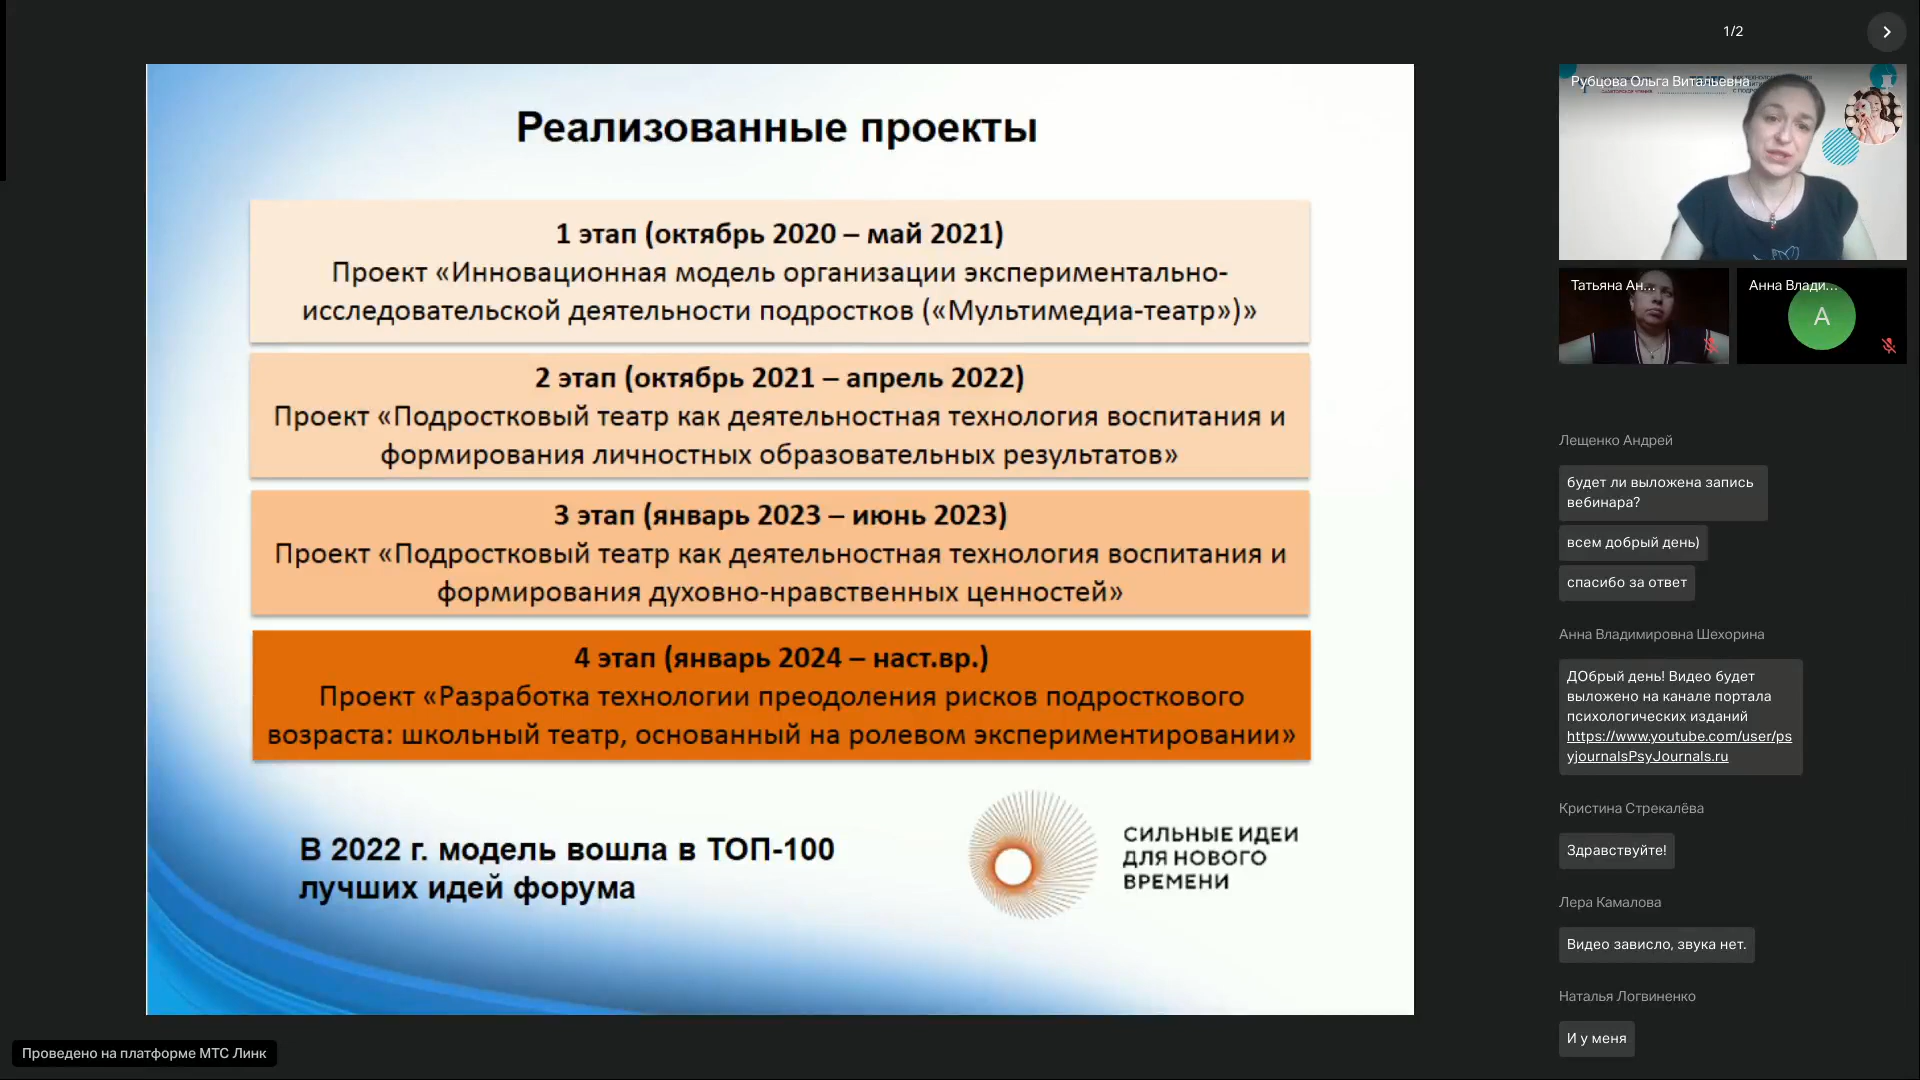 1/2
Реализованные проекты
1 этап (октябрь 2020 – май 2021)
Проект «Инновационная модель организации экспериментально-
исследовательской деятельности подростков («Мультимедиа-театр»)»
2 этап (октябрь 2021 – апрель 2022)
Проект «Подростковый театр как деятельностная технология воспитания и
формирования личностных образовательных результатов»
3 этап (январь 2023 – июнь 2023)
Проект «Подростковый театр как деятельностная технология воспитания и
формирования духовно-нравственных ценностей»
4 этап (январь 2024 – наст.вр.)
Проект «Разработка технологии преодоления рисков подросткового
возраста: школьный театр, основанный на ролевом экспериментировании»
В 2022 г. модель вошла в ТОП-100
лучших идей форума
СИЛЬНЫЕ ИДЕИ
ДЛЯ НОВОГО
ВРЕМЕНИ
Проведено на платформе МТС Линк
Рубцова Ольга Витальевна
Татьяна Ан...
Анна Влади...
А
Лещенко Андрей
будет ли выложена запись
вебинара?
всем добрый день)
спасибо за ответ
Анна Владимировна Шехорина
ДОбрый день! Видео будет
выложено на канале портала
психологических изданий
https://www.youtube.com/user/ps
yjournalsPsyJournals.ru
Кристина Стрекалёва
Здравствуйте!
Лера Камалова
Видео зависло, звука нет.
Наталья Логвиненко
И у меня